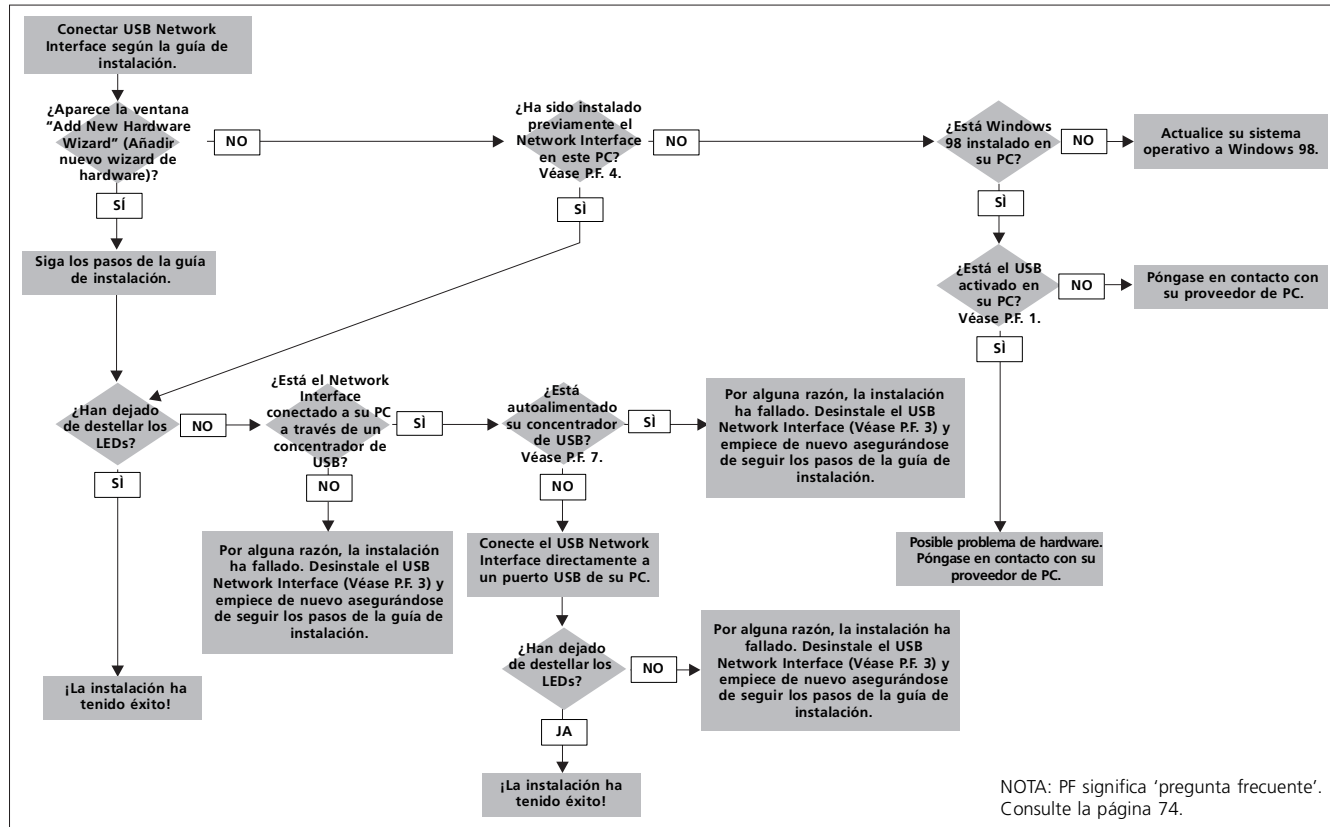 Conectar USB Network
Interface según la guía de
instalación.
¿Aparece la ventana
"Add New Hardware
Wizard" (Añadir
nuevo wizard de
hardware)?
NO
¿Ha sido instalado
previamente el
Network Interface
en este PC?
Véase P.F. 4.
NO
¿Está Windows
98 instalado en
su PC?
NO
Actualice su sistema
operativo a Windows 98.
SÍ
SÌ
SÌ
Siga los pasos de la guía
de instalación.
¿Está el USB
activado en
su PC?
Véase P.F. 1.
NO
Póngase en contacto con
su proveedor de PC.
SÌ
¿Han dejado
de destellar los
LEDs?
NO
¿Está el Network
Interface
conectado a su PC
a través de un
concentrador de
USB?
SÌ
¿Está
autoalimentado
su concentrador
de USB?
Véase P.F. 7.
SÌ
Por alguna razón, la instalación
ha fallado. Desinstale el USB
Network Interface (Véase P.F. 3) y
empiece de nuevo asegurándose
de seguir los pasos de la guía de
instalación.
SÌ
NO
NO
Por alguna razón, la instalación
ha fallado. Desinstale el USB
Network Interface (Véase P.F. 3) y
empiece de nuevo asegurándose
de seguir los pasos de la guía de
instalación.
Conecte el USB Network
Interface directamente a
un puerto USB de su PC.
Posible problema de hardware.
Póngase en contacto con su
proveedor de PC.
¿Han dejado
de destellar los
LEDs?
NO
Por alguna razón, la instalación ha
fallado. Desinstale el USB
Network Interface (Véase P.F. 3) y
empiece de nuevo asegurándose
de seguir los pasos de la guía de
instalación.
¡La instalación ha
tenido éxito!
JA
¡La instalación ha
tenido éxito!
NOTA: PF significa 'pregunta frecuente'.
Consulte la página 74.